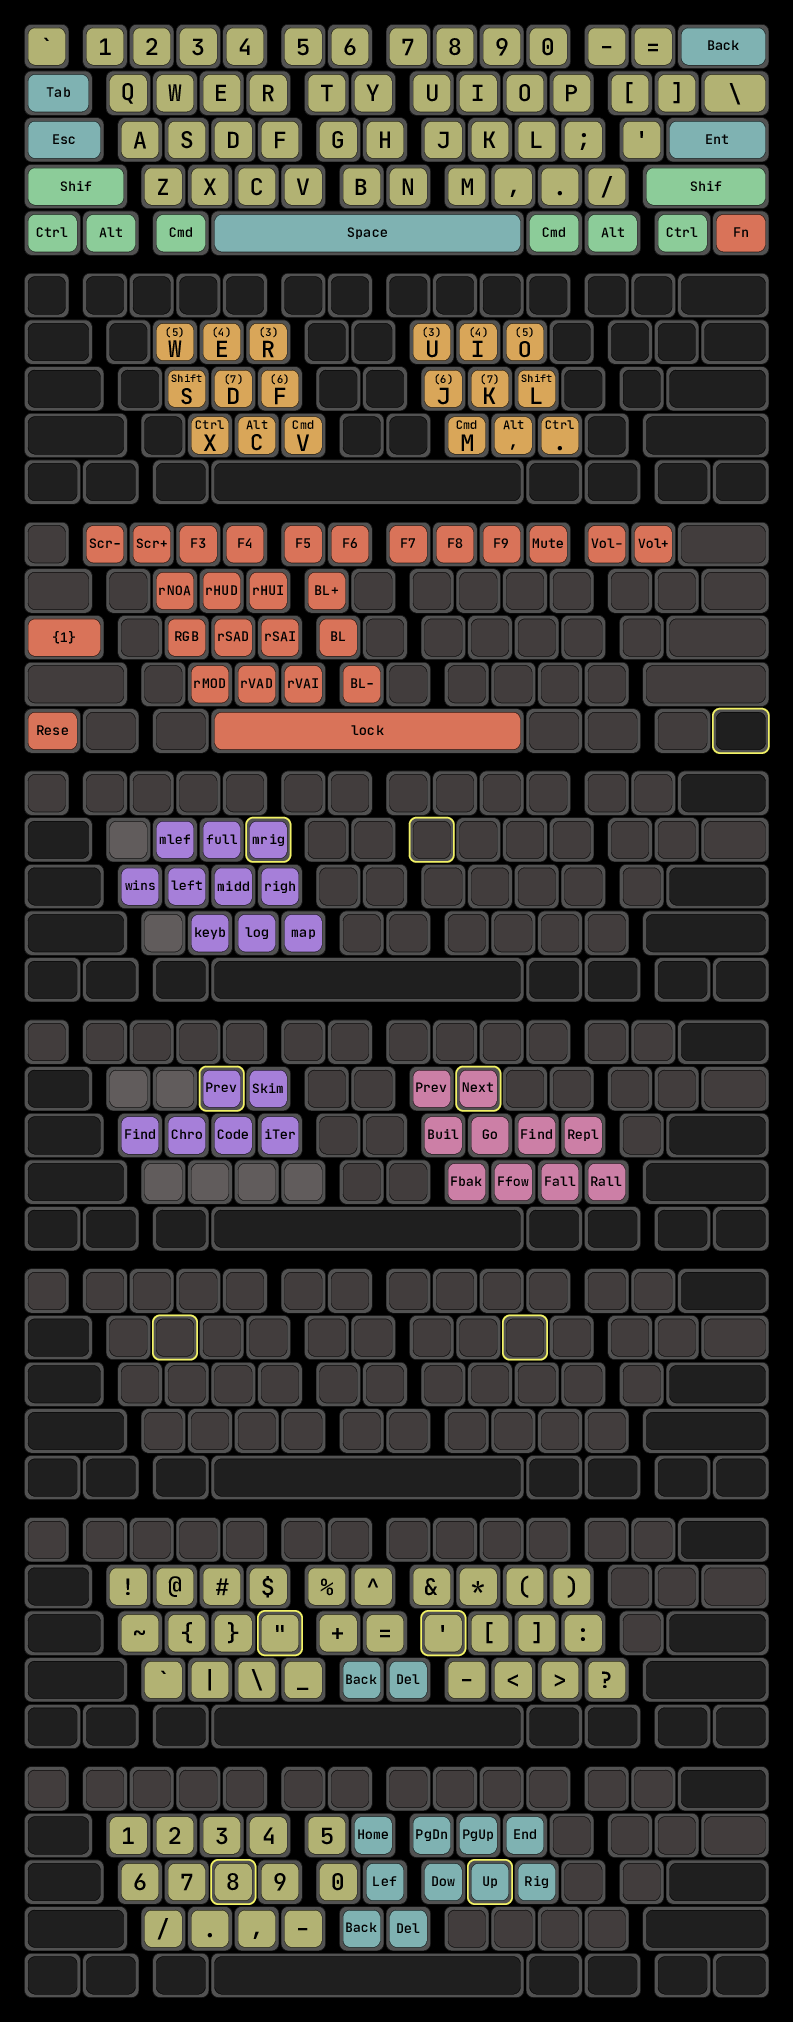 ` 1 2 3 4 5 6 7 8 9 0 - = Back
Tab Q W E R T Y U I O P [ ] \
Esc A S D F G H J K L ; ' Ent
Shif Z X C V B N M , . / Shif
Ctrl Alt Cmd Space Cmd Alt Ctrl Fn
(5) (4) (3) (3) (4) (5)
W E R U I O
Shift (7) (6) (6) (7) Shift
S D F J K L
Ctrl Alt Cmd Cmd Alt Ctrl
X C V M , .
Scr- Scr+ F3 F4 F5 F6 F7 F8 F9 Mute Vol- Vol+
rNOA rHUD rHUI BL+
{1} RGB rSAD rSAI BL
rMOD rVAD rVAI BL-
Rese lock
mlef full mrig
wins left midd righ
keyb log map
Prev Skim Prev Next
Find Chro Code iTer Buil Go Find Repl
Fbak Ffow Fall Rall
! @ # $ % ^ & * ( )
~ { } " + = ' [ ] :
` | \ _ Back Del - < > ?
1 2 3 4 5 Home PgDn PgUp End
6 7 8 9 0 Lef Dow Up Rig
/ . , - Back Del